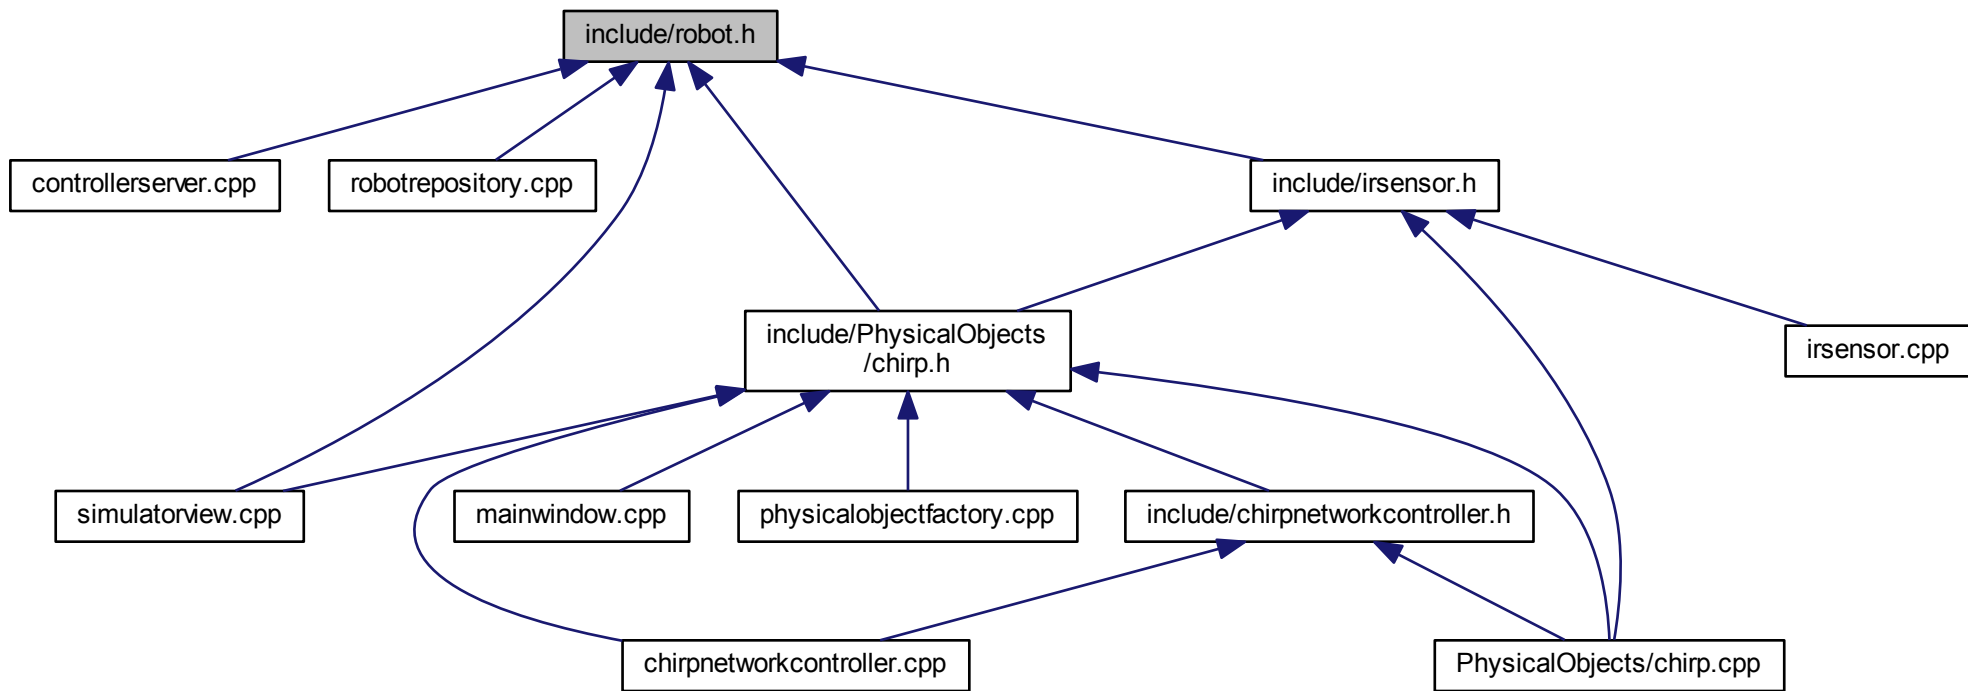 include/robot.h
controllerserver.cpp
robotrepository.cpp
include/irsensor.h
include/PhysicalObjects
/chirp.h
irsensor.cpp
simulatorview.cpp
mainwindow.cpp
physicalobjectfactory.cpp
include/chirpnetworkcontroller.h
chirpnetworkcontroller.cpp
PhysicalObjects/chirp.cpp